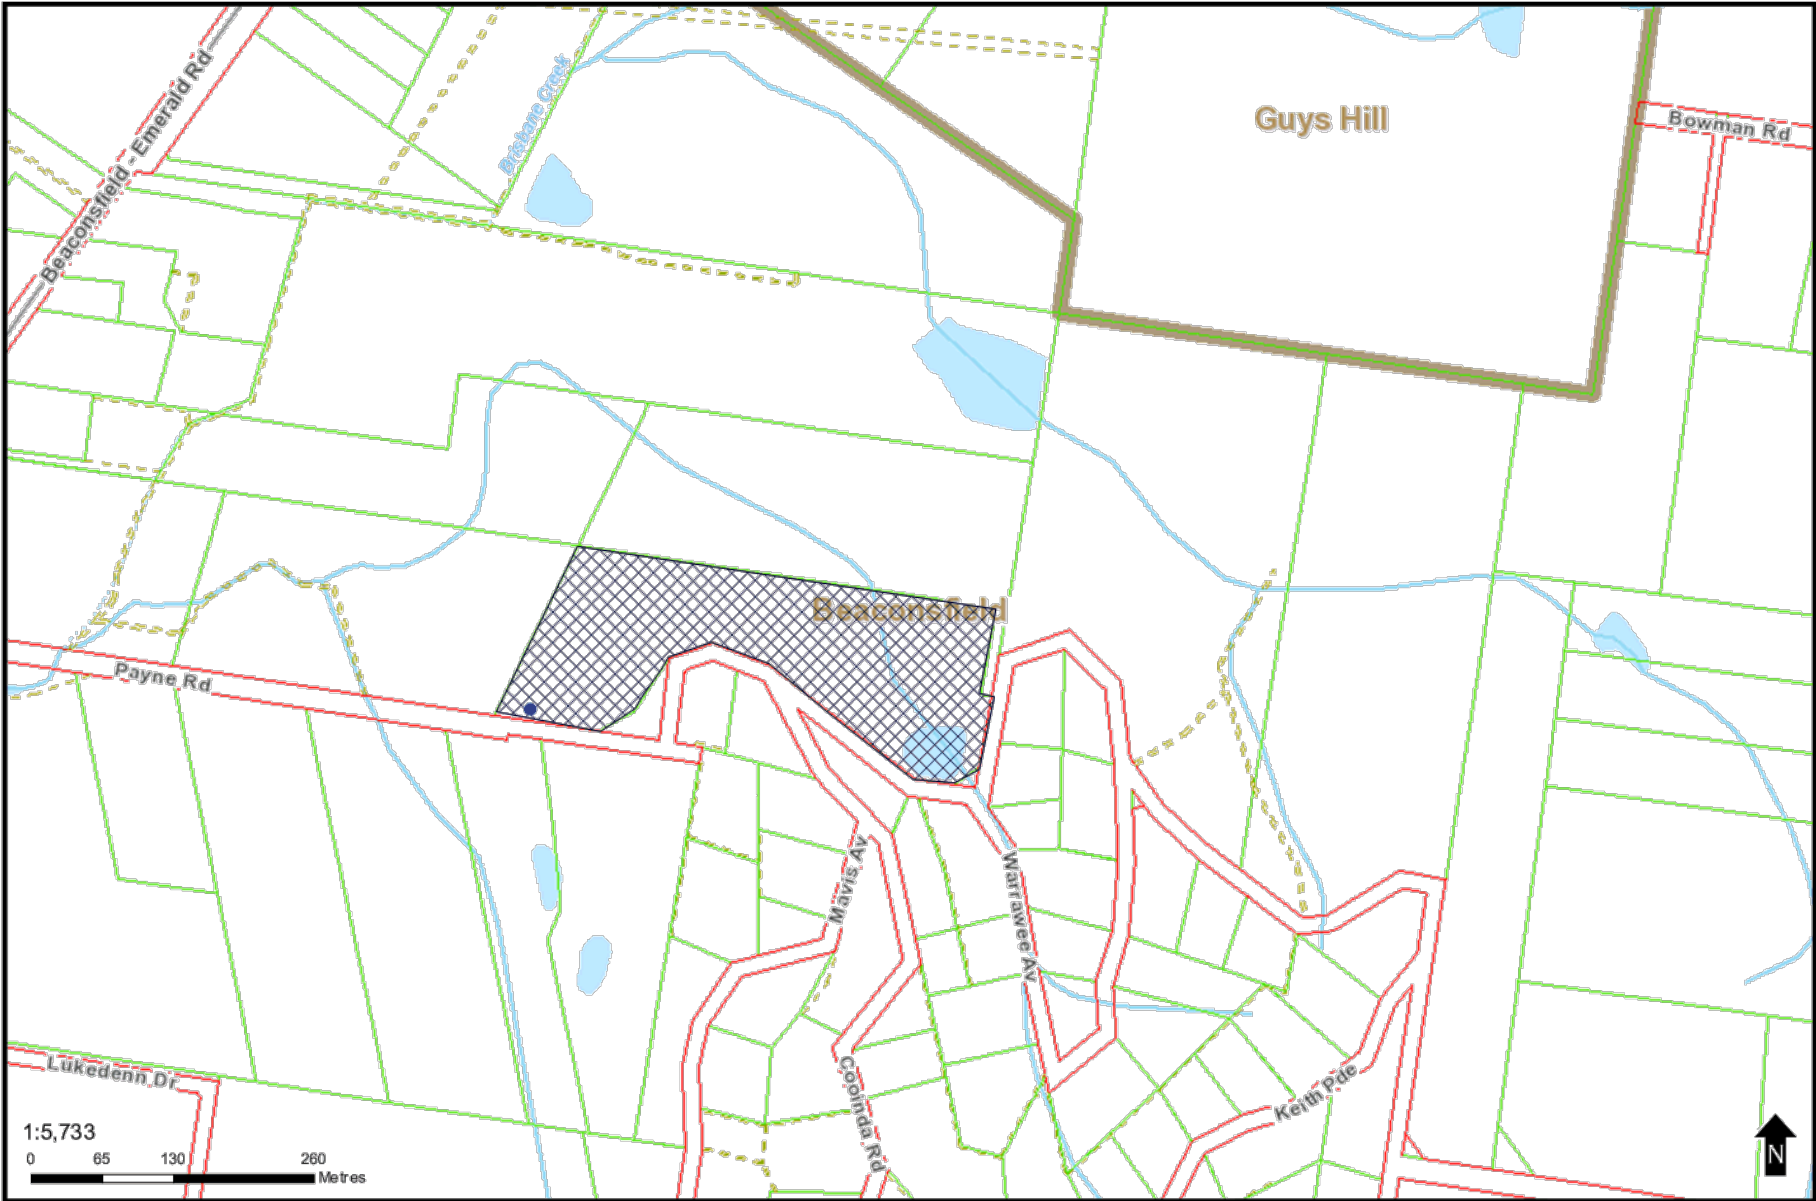 Beaconsfield - Emerald Rd
Brisbane Creek
Guys Hill
Bowman Rd
Beaconsfield
Payne Rd
Mavis Av
Warrawee Av
Lukedenn Dr
Cooinda Rd
Keith Pde
1:5,733
0 65 130 260
Metres
N